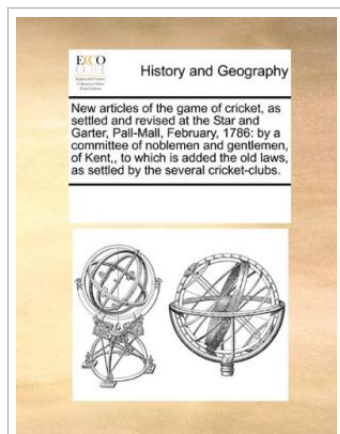 ECCO
History and Geography
New articles of the game of cricket, as
settled and revised at the Star and
Garter, Pall-Mall, February, 1786: by a
committee of noblemen and gentlemen,
of Kent,, to which is added the old laws,
as settled by the several cricket-clubs.